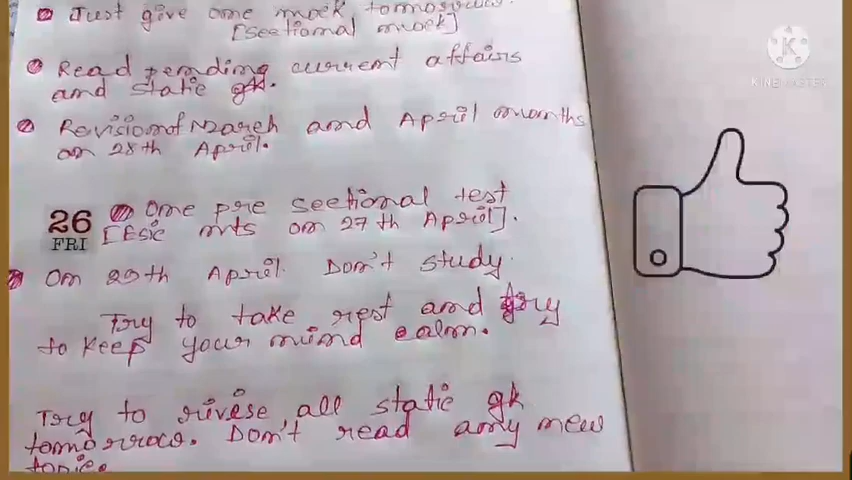 Just give one mock tomorrow.
[Sectional mock]
Read pending current affairs
and static gk.
Revision of March and April months
on 28th April.
One pre sectional test
26
FRI
[Esic mts on 27th April].
On 29th April. Don't study.
Try to take rest and try
to keep your mind calm.
Try to rivise all static gk
tomorrow. Don't read any new
topic.
K
KINEMASTER